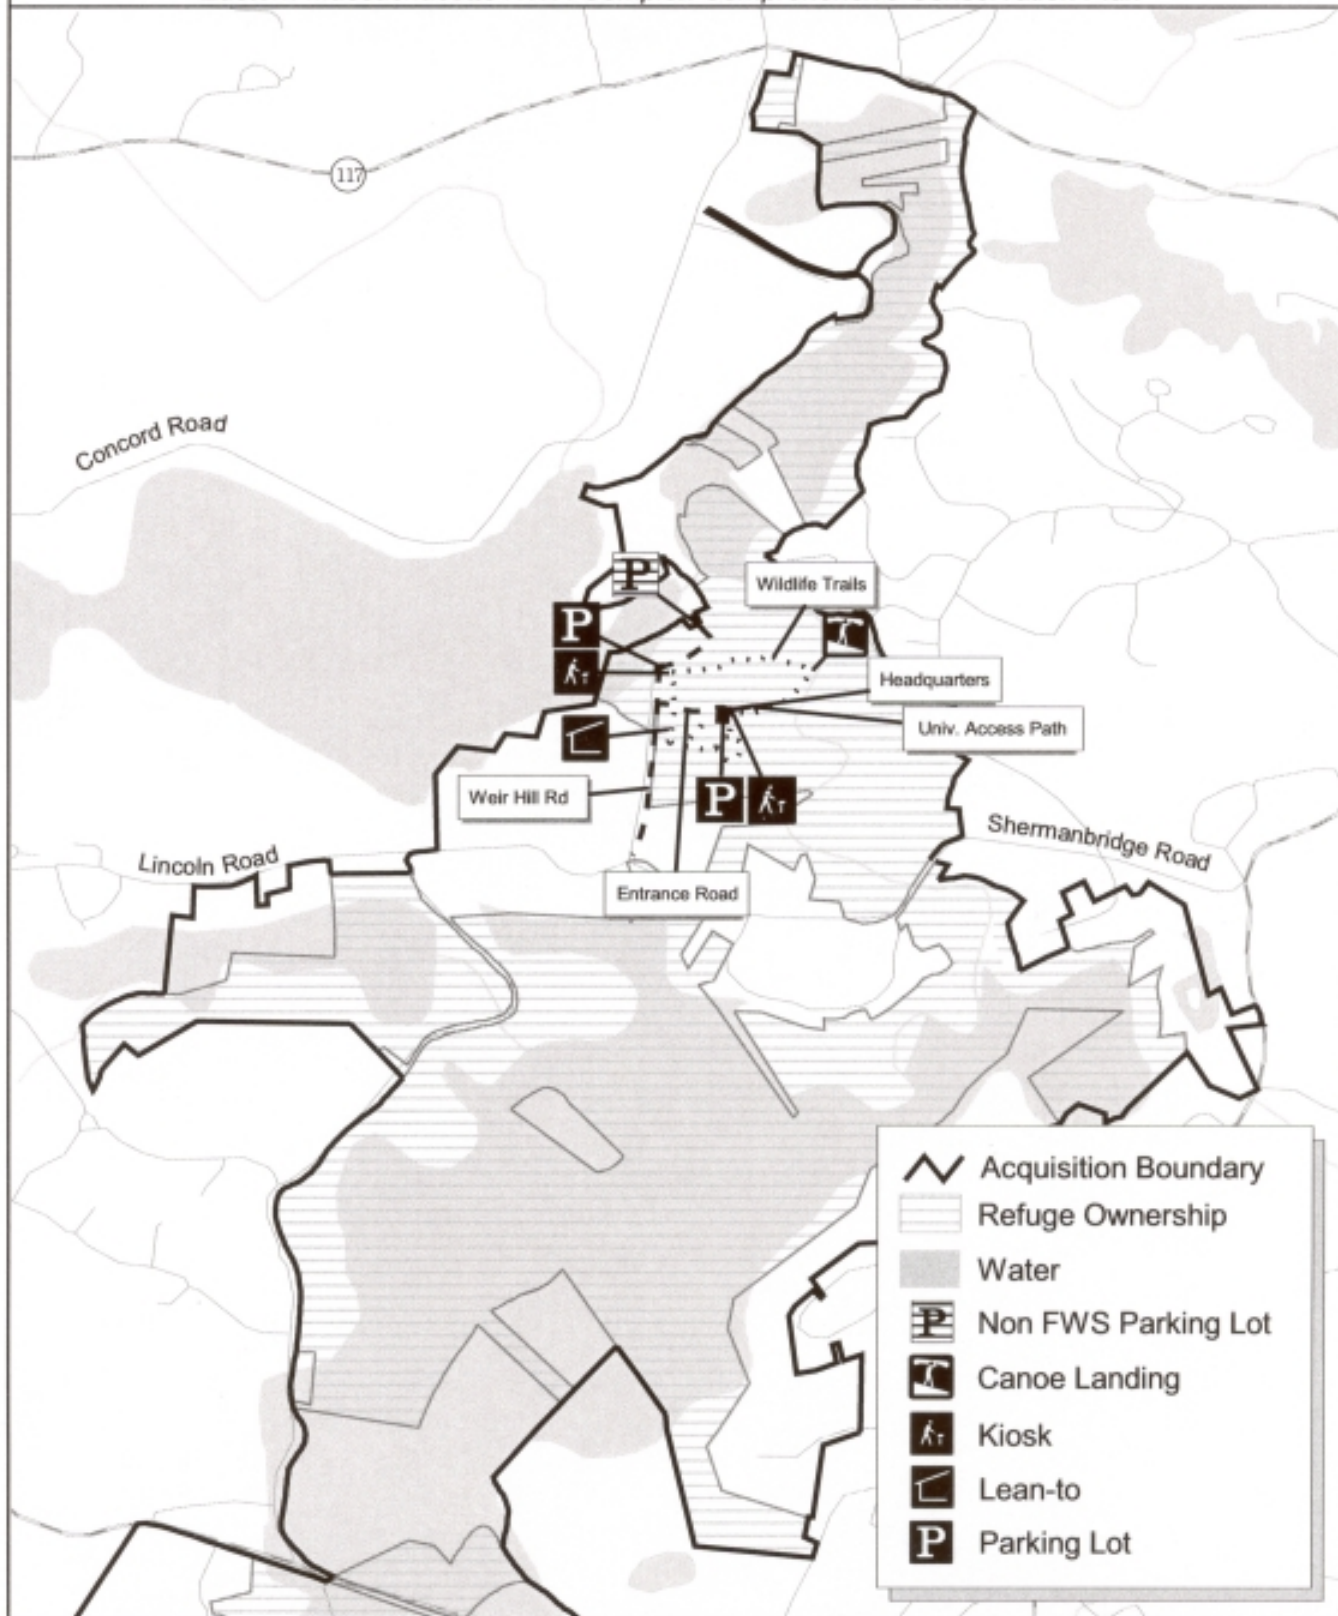 117
Concord Road
P
Wildlife Trails
P
Headquarters
Univ. Access Path
Weir Hill Rd
P
Shermanbridge Road
Lincoln Road
Entrance Road
Acquisition Boundary
Refuge Ownership
Water
P Non FWS Parking Lot
Canoe Landing
Kiosk
Lean-to
P Parking Lot